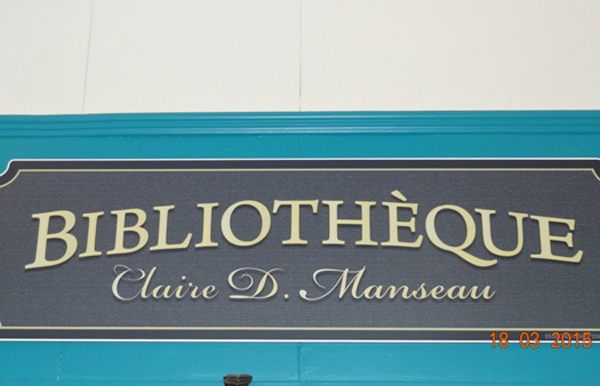 BIBLIOTHÈQUE
Claire D. Manseau
18 03 2015